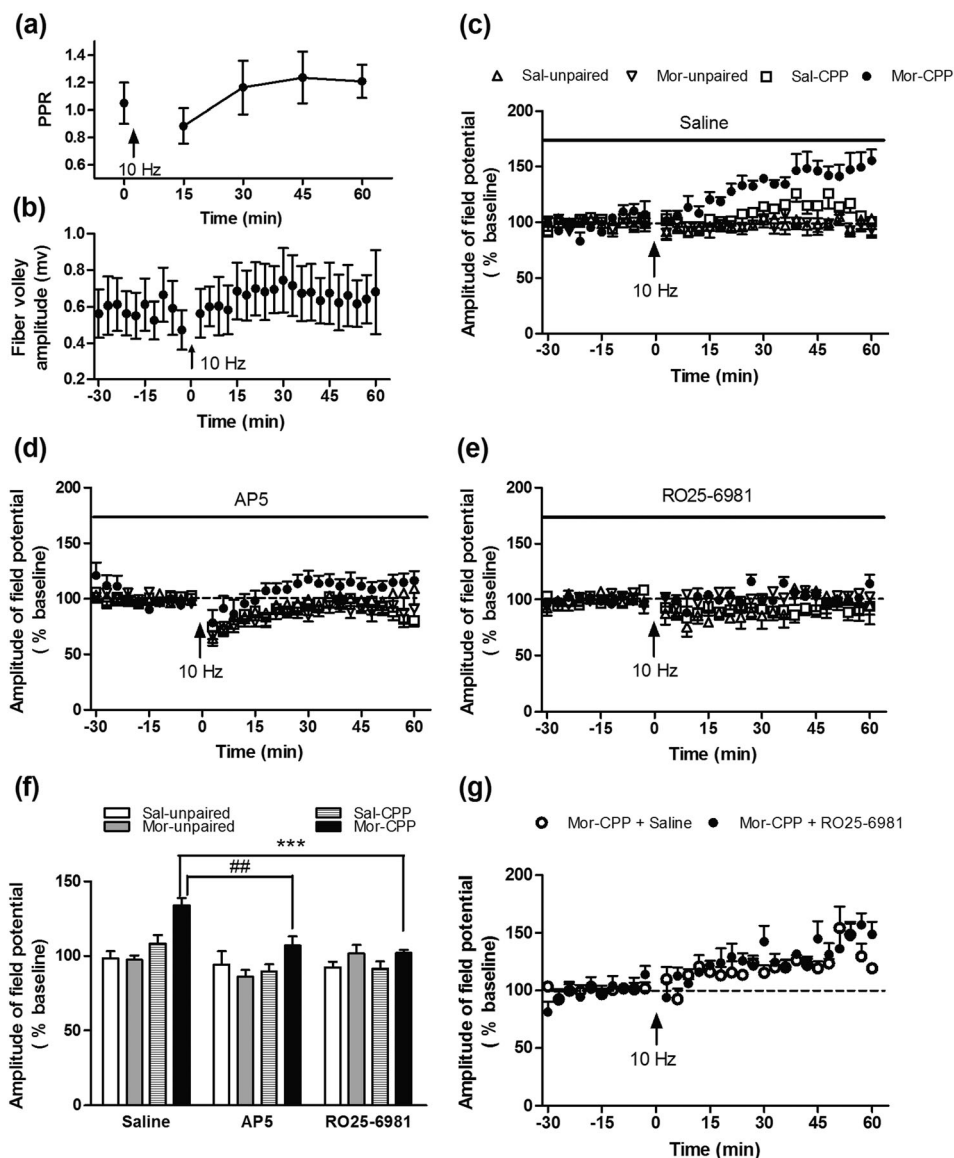 (a)
PPR
1.4
1.2
1.0
0.8
0.6
10 Hz
0 15 30 45 60
Time (min)
(b)
Fiber volley
amplitude (mv)
1.0
0.8
0.6
0.4
0.2
10 Hz
-30 -15 0 15 30 45 60
Time (min)
(c)
Sal-unpaired Mor-unpaired Sal-CPP Mor-CPP
Amplitude of field potential
( % baseline)
200
150
100
50
0
Saline
10 Hz
-30 -15 0 15 30 45 60
Time (min)
(d)
Amplitude of field potential
( % baseline)
200
150
100
50
0
AP5
10 Hz
-30 -15 0 15 30 45 60
Time (min)
(e)
Amplitude of field potential
( % baseline)
200
150
100
50
0
RO25-6981
10 Hz
-30 -15 0 15 30 45 60
Time (min)
(f)
Sal-unpaired Sal-CPP
Mor-unpaired Mor-CPP
Amplitude of field potential
( % baseline)
150
100
50
0
***
##
Saline AP5 RO25-6981
(g)
Mor-CPP + Saline Mor-CPP + RO25-6981
Amplitude of field potential
( % baseline)
200
150
100
50
0
10 Hz
-30 -15 0 15 30 45 60
Time (min)